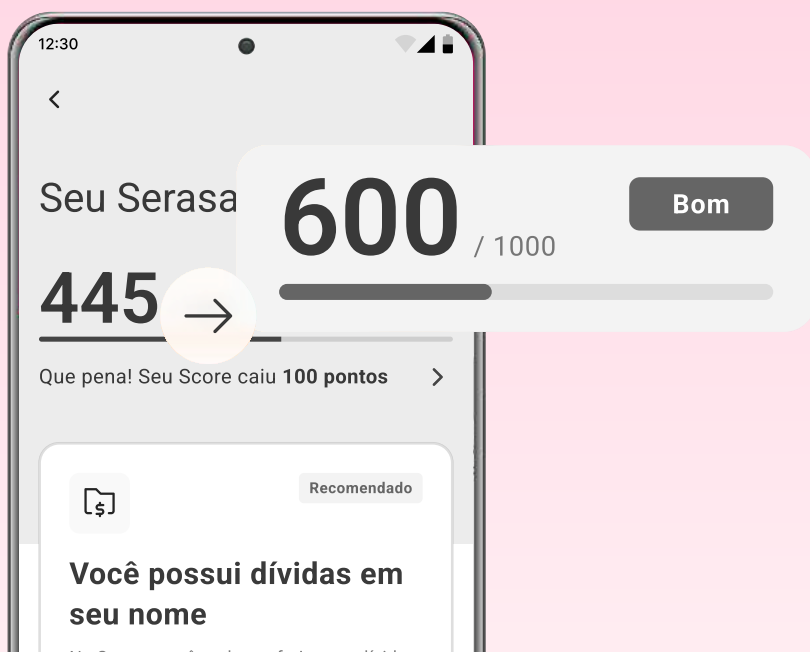 12:30
Seu Serasa
600 / 1000
Bom
445
Que pena! Seu Score caiu 100 pontos
Recomendado
Você possui dívidas em
seu nome